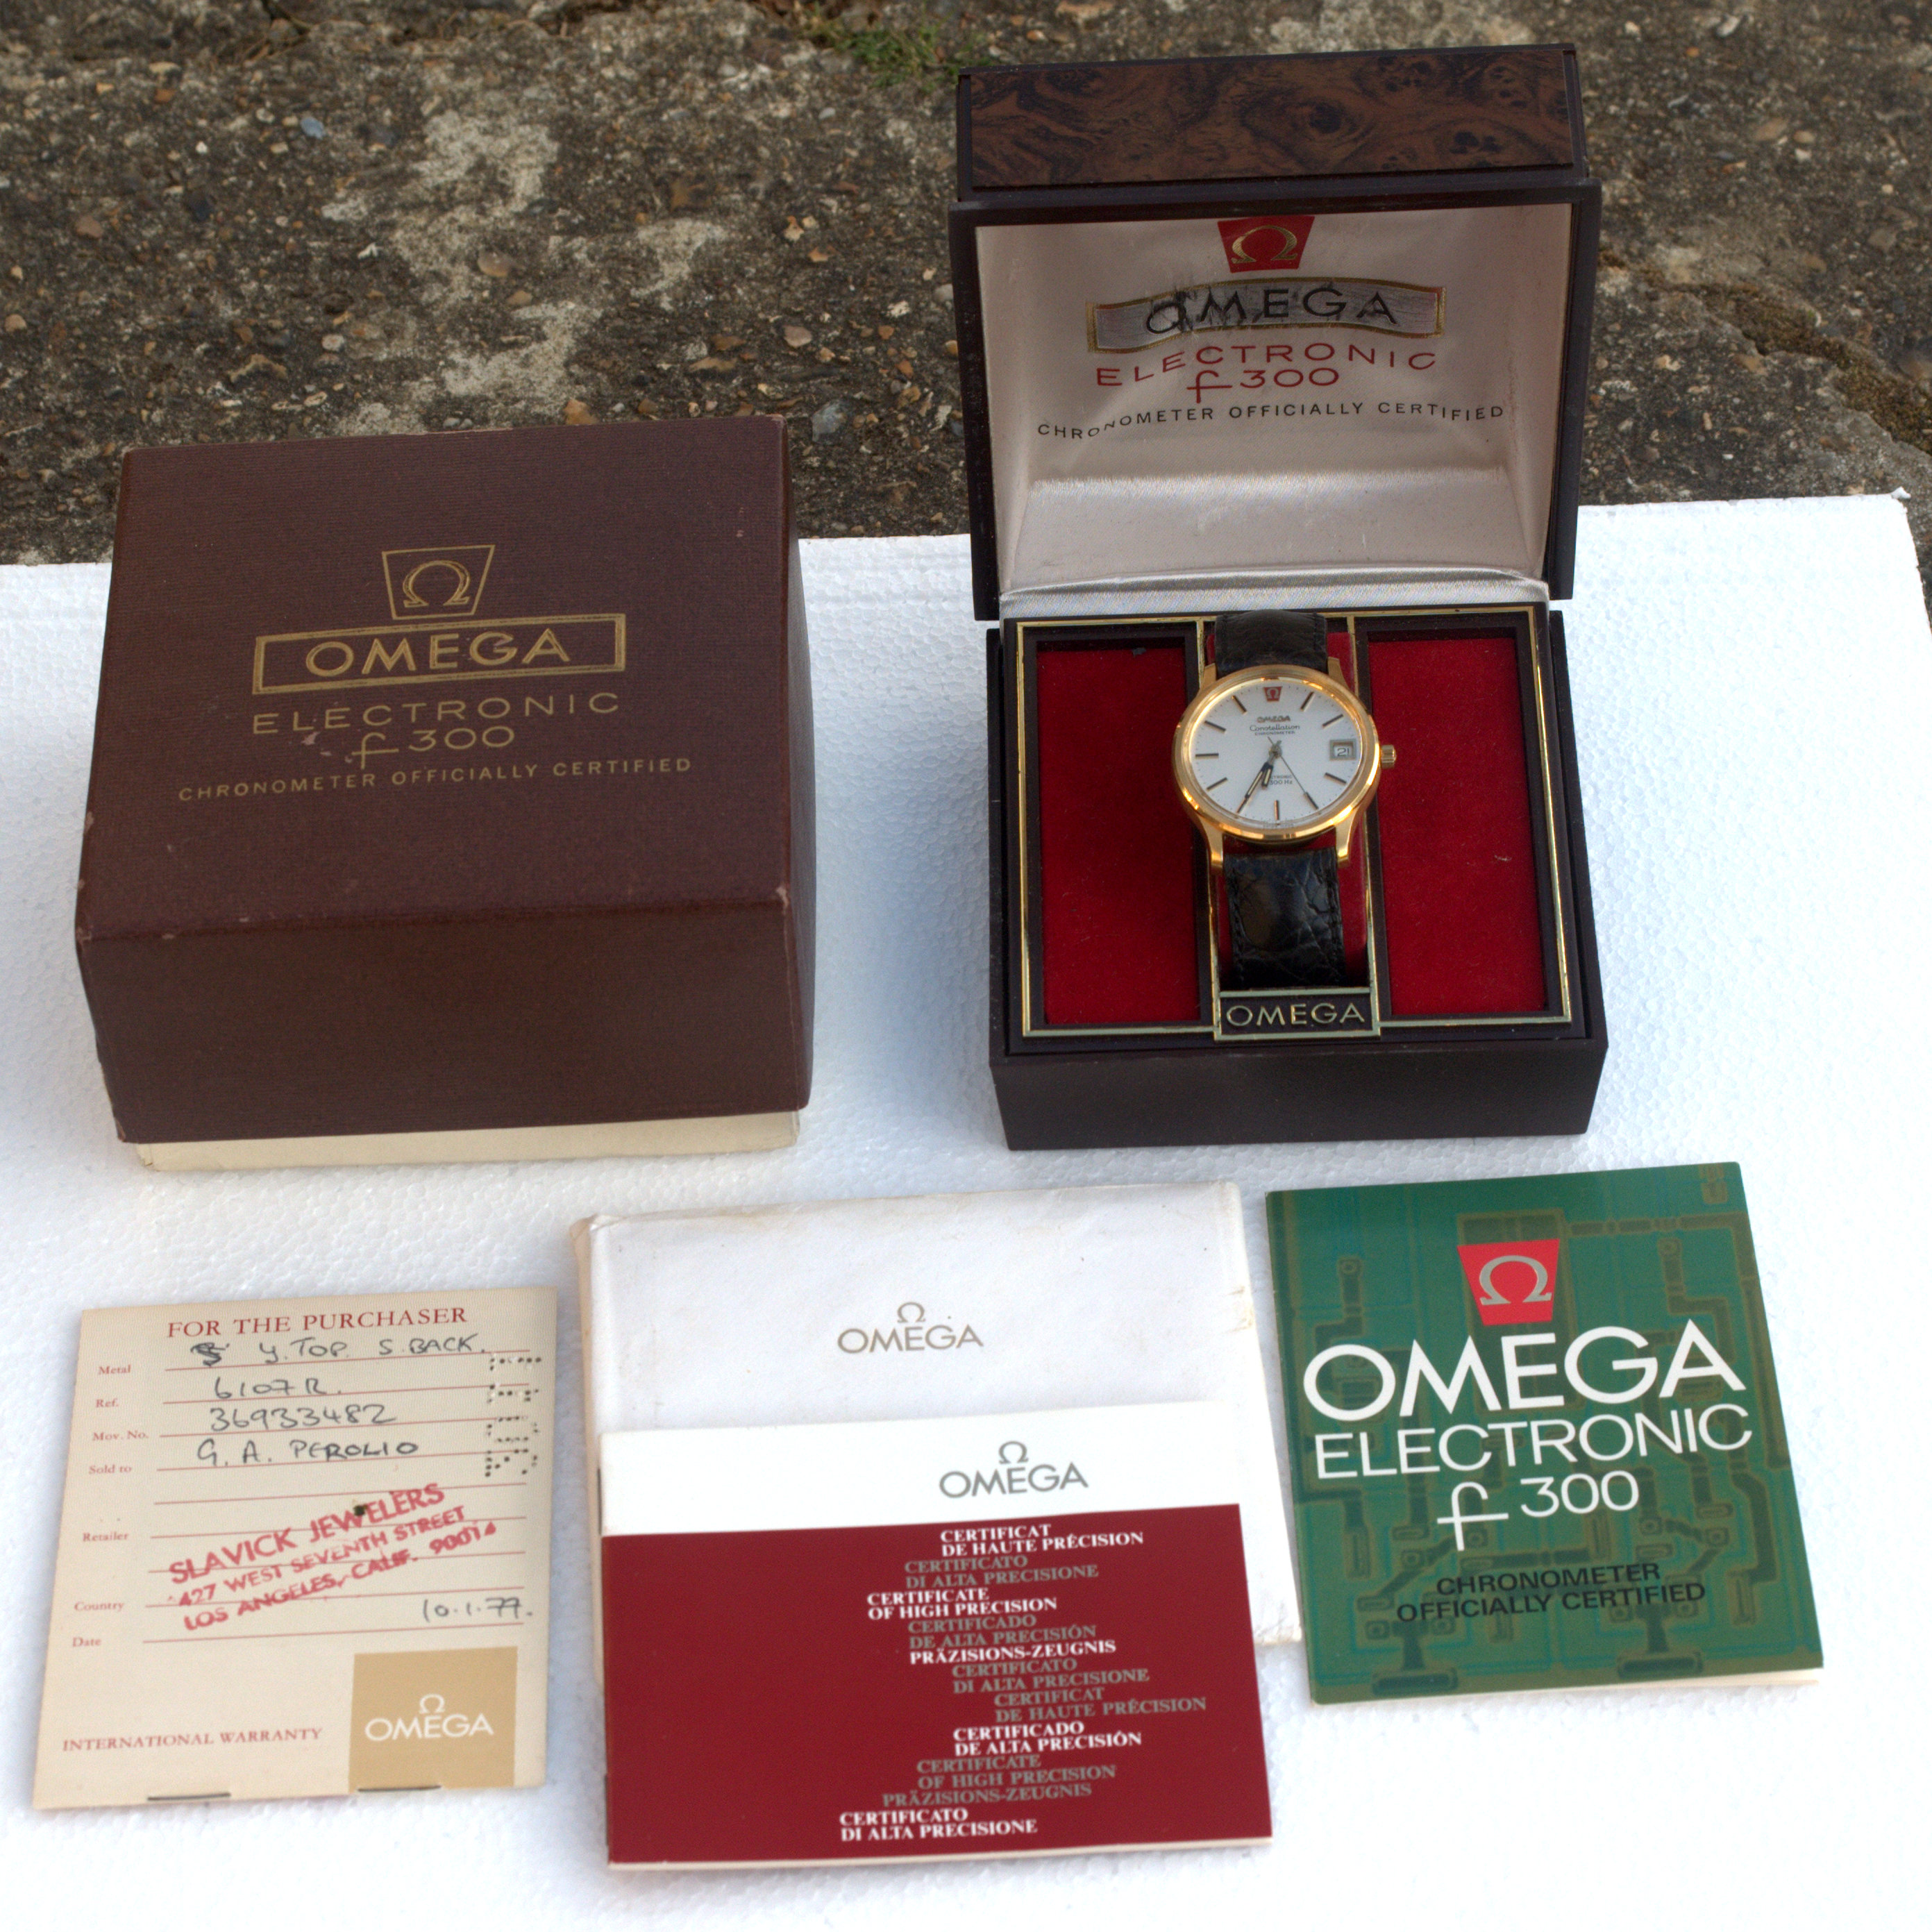 OMEGA
ELECTRONIC
f300
CHRONOMETER OFFICIALLY CERTIFIED
OMEGA
ELECTRONIC
f300
CHRONOMETER OFFICIALLY CERTIFIED
OMEGA
Constellation
CHRONOMETER
21
OMEGA
FOR THE PURCHASER
Metal Y. TOP. S. BACK.
Ref. 6107R.
Mov. No. 36933482
Sold to G. A. PEROLIO
Retailer SLAVICK JEWELERS
427 WEST SEVENTH STREET
LOS ANGELES, CALIF. 90014
Country
Date 10.1.77.
INTERNATIONAL WARRANTY
OMEGA
OMEGA
OMEGA
CERTIFICAT
DE HAUTE PRÉCISION
CERTIFICATO
DI ALTA PRECISIONE
CERTIFICATE
OF HIGH PRECISION
CERTIFICADO
DE ALTA PRECISIÓN
PRÄZISIONS-ZEUGNIS
CERTIFICATO
DI ALTA PRECISIONE
CERTIFICAT
DE HAUTE PRÉCISION
CERTIFICADO
DE ALTA PRECISIÓN
CERTIFICATE
OF HIGH PRECISION
PRÄZISIONS-ZEUGNIS
CERTIFICATO
DI ALTA PRECISIONE
OMEGA
ELECTRONIC
f300
CHRONOMETER
OFFICIALLY CERTIFIED